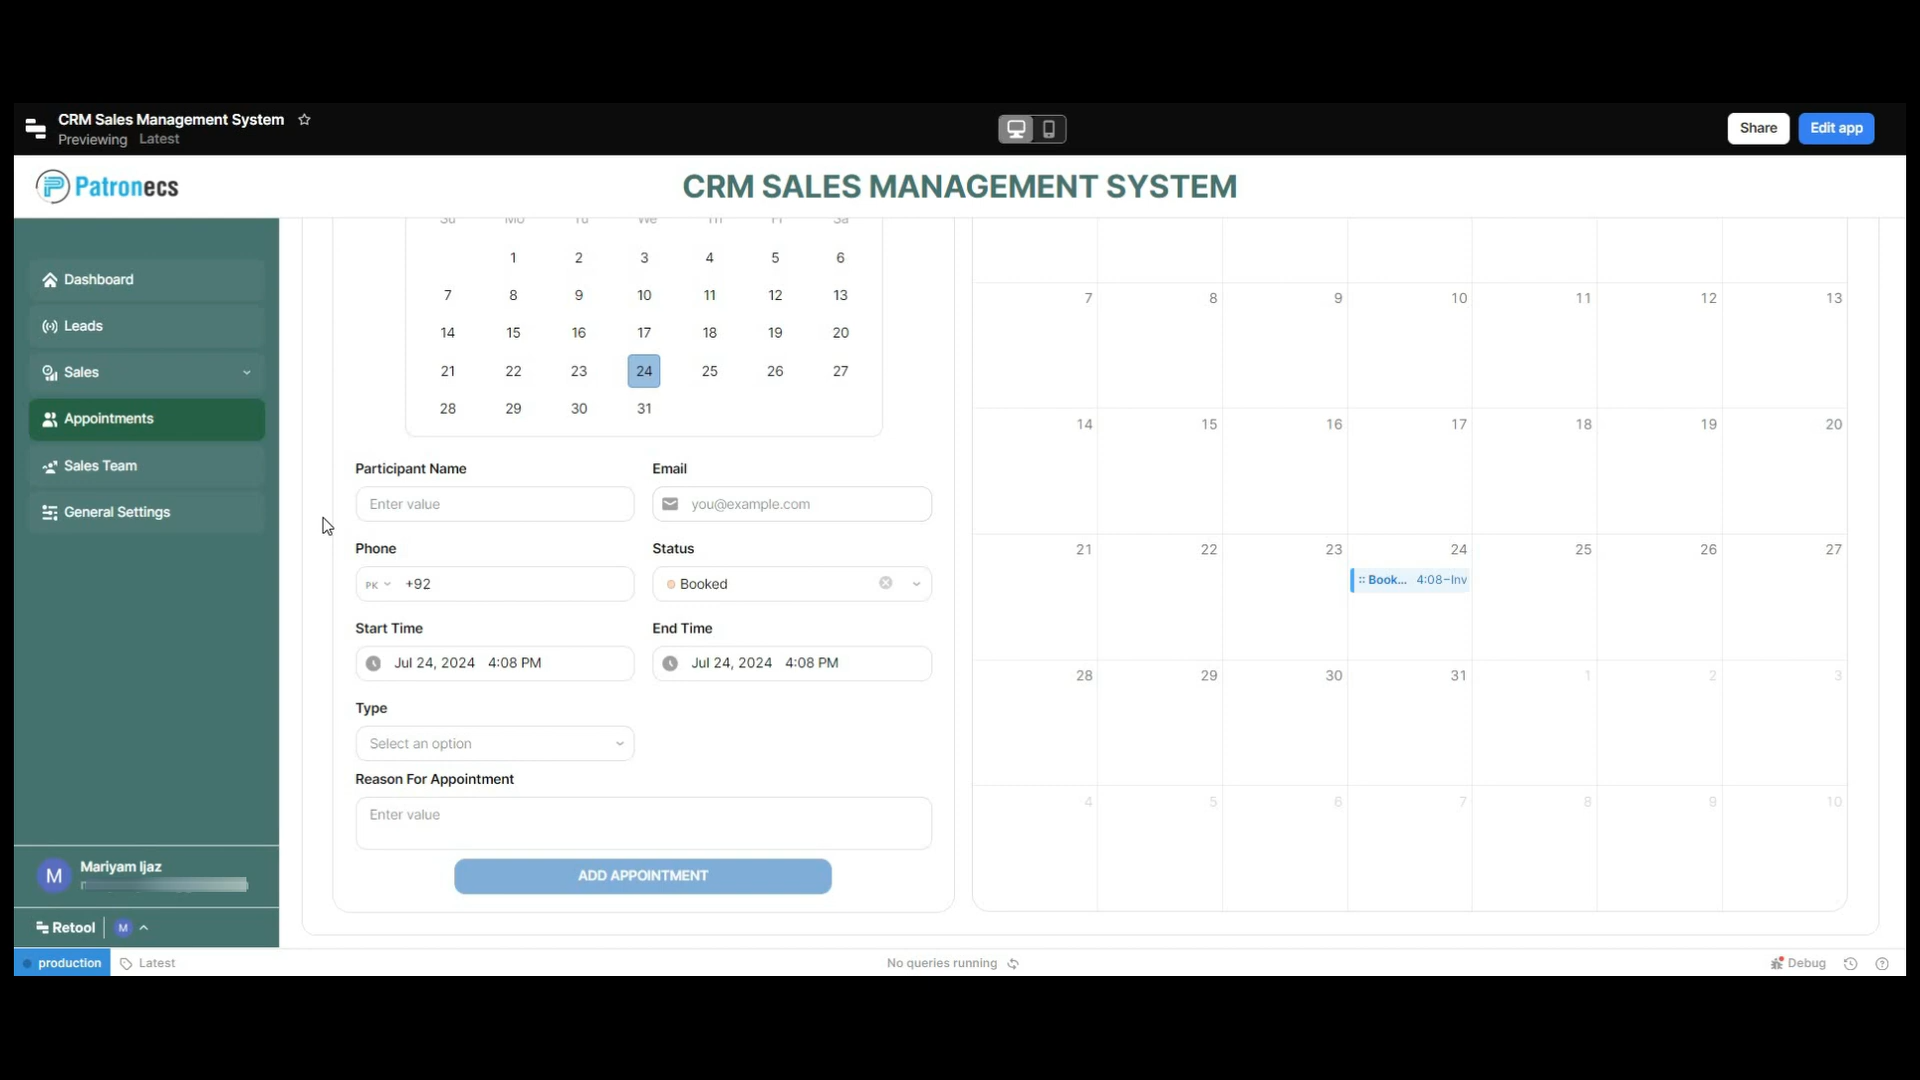 CRM Sales Management System
Previewing Latest
Share
Edit app
Patronecs
CRM SALES MANAGEMENT SYSTEM
Dashboard
Leads
Sales
Appointments
Sales Team
General Settings
Su Mo Tu We Th Fr Sa
1 2 3 4 5 6
7 8 9 10 11 12 13
14 15 16 17 18 19 20
21 22 23 24 25 26 27
28 29 30 31
Participant Name
Enter value
Email
you@example.com
Phone
PK +92
Status
Booked
Start Time
Jul 24, 2024 4:08 PM
End Time
Jul 24, 2024 4:08 PM
Type
Select an option
Reason For Appointment
Enter value
ADD APPOINTMENT
7 8 9 10 11 12 13
14 15 16 17 18 19 20
21 22 23 24 25 26 27
:: Book... 4:08–Inv
28 29 30 31 1 2 3
4 5 6 7 8 9 10
M
Mariyam Ijaz
Retool M
production Latest
No queries running
Debug